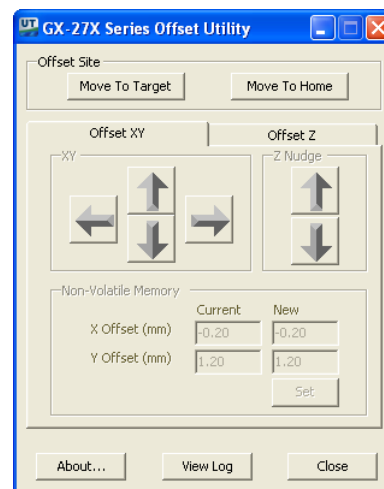 UT GX-27X Series Offset Utility
Offset Site
Move To Target Move To Home
Offset XY Offset Z
XY Z Nudge
Non-Volatile Memory
Current New
X Offset (mm) -0.20 -0.20
Y Offset (mm) 1.20 1.20
Set
About... View Log Close